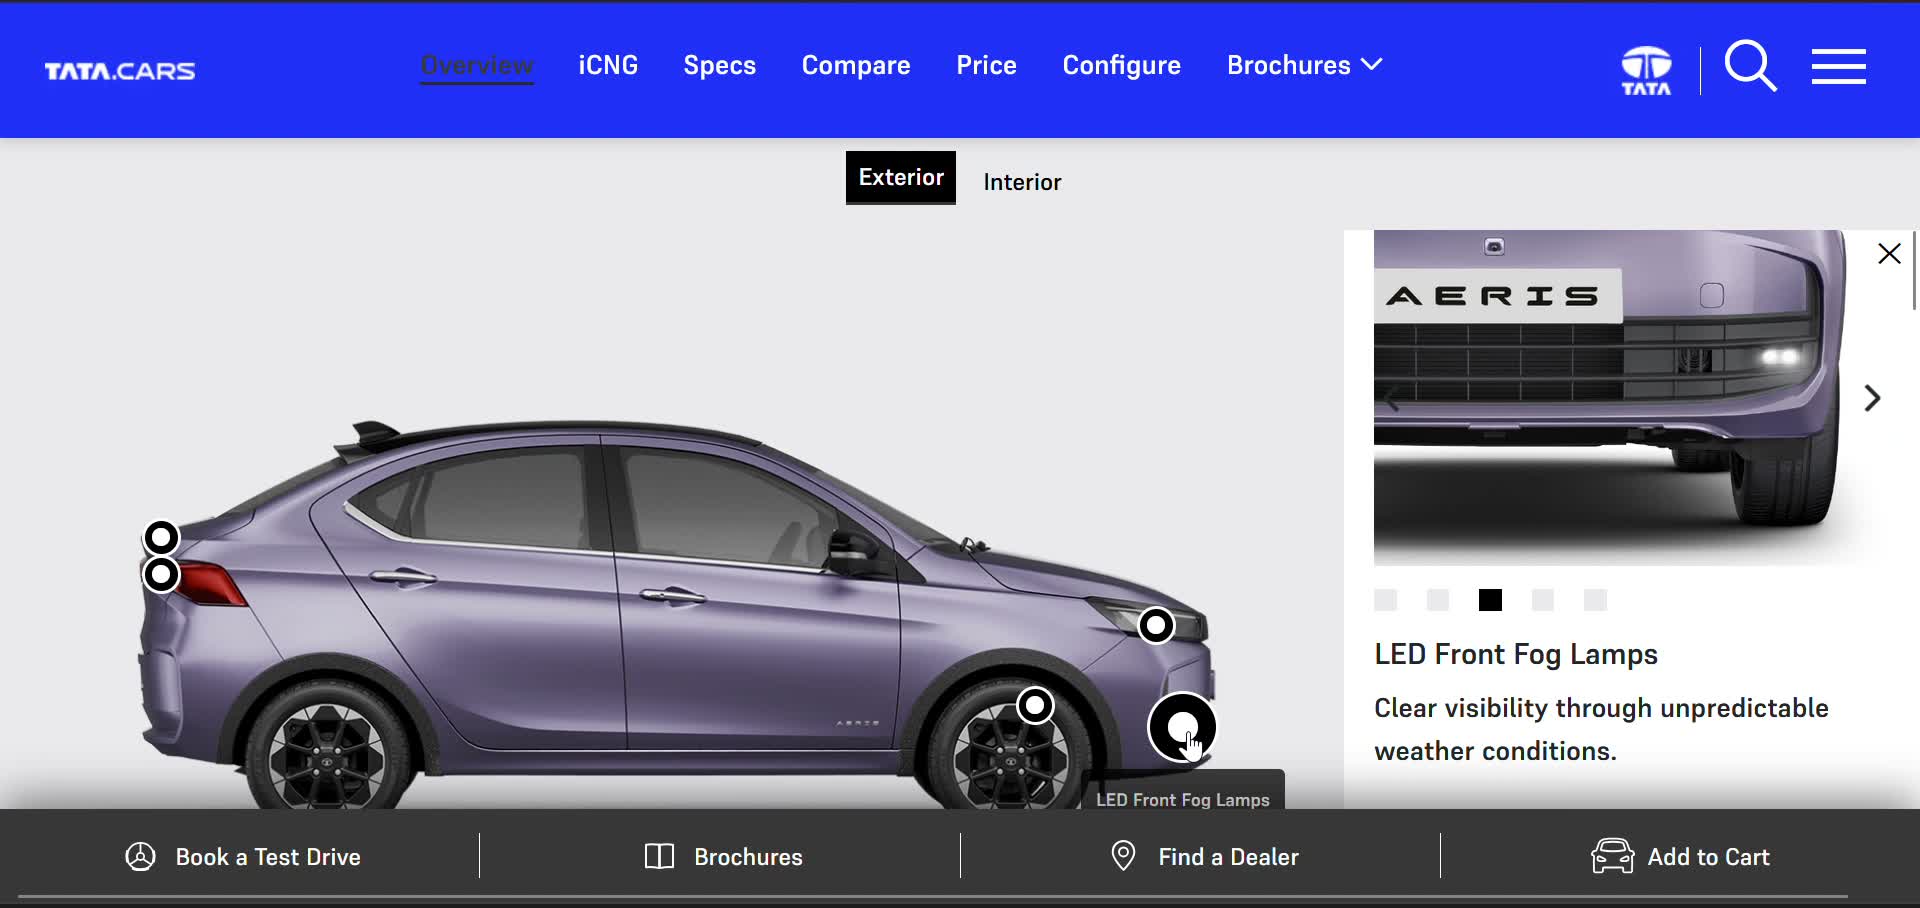 TATA.CARS
Overview
iCNG
Specs
Compare
Price
Configure
Brochures
TATA
Exterior
Interior
AERIS
LED Front Fog Lamps
Clear visibility through unpredictable
weather conditions.
AERIS
LED Front Fog Lamps
Book a Test Drive
Brochures
Find a Dealer
Add to Cart